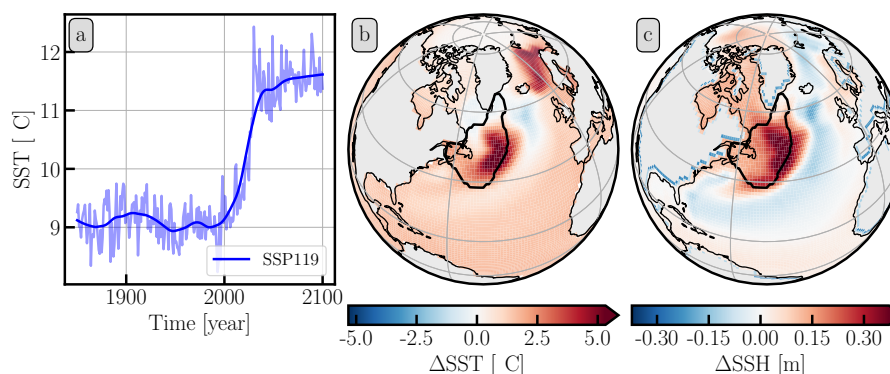 a
b
c
12
11
10
9
SST [ C]
SSP119
1900
2000
2100
Time [year]
-5.0
-2.5
0.0
2.5
5.0
ΔSST [ C]
-0.30
-0.15
0.00
0.15
0.30
ΔSSH [m]